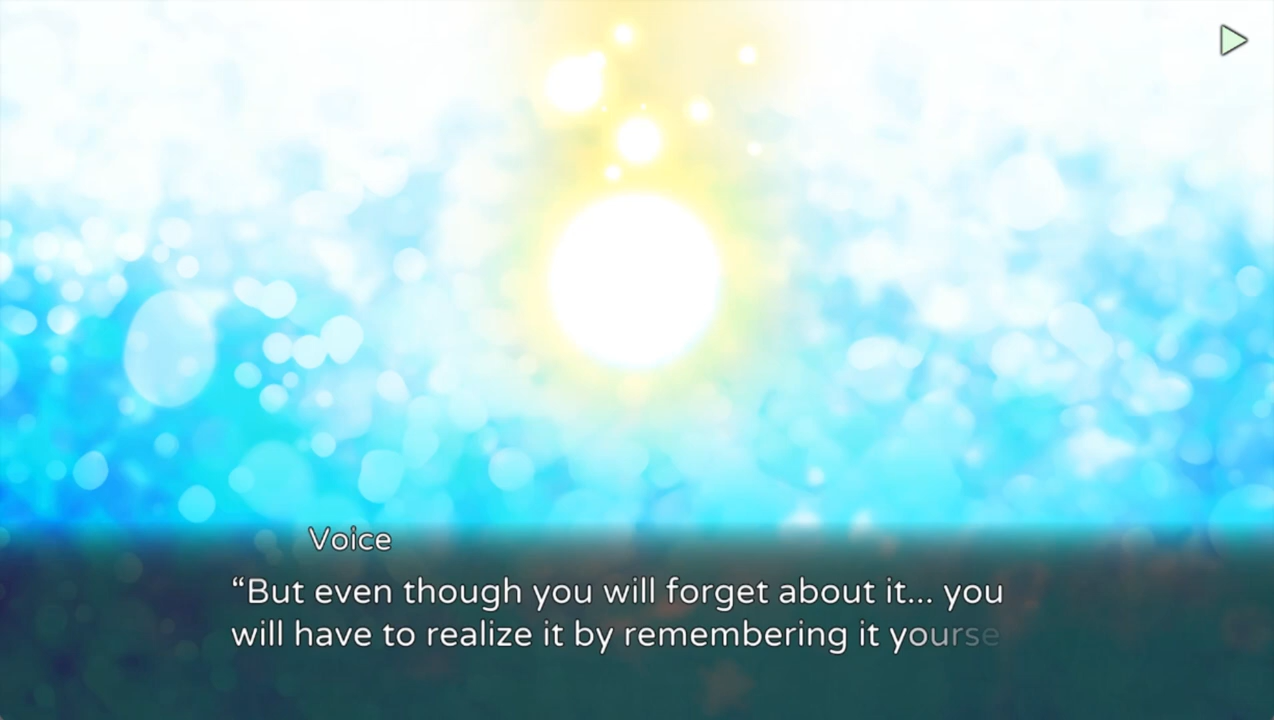 Voice
“But even though you will forget about it... you
will have to realize it by remembering it yourse